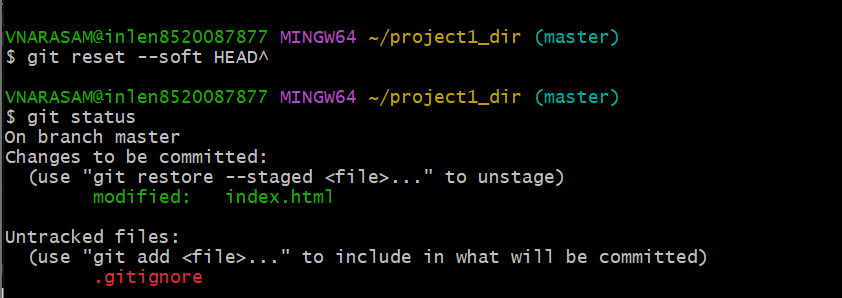 VNARASAM@inlen8520087877 MINGW64 ~/project1_dir (master)
$ git reset --soft HEAD^
VNARASAM@inlen8520087877 MINGW64 ~/project1_dir (master)
$ git status
On branch master
Changes to be committed:
  (use "git restore --staged <file>..." to unstage)
        modified:   index.html
Untracked files:
  (use "git add <file>..." to include in what will be committed)
        .gitignore